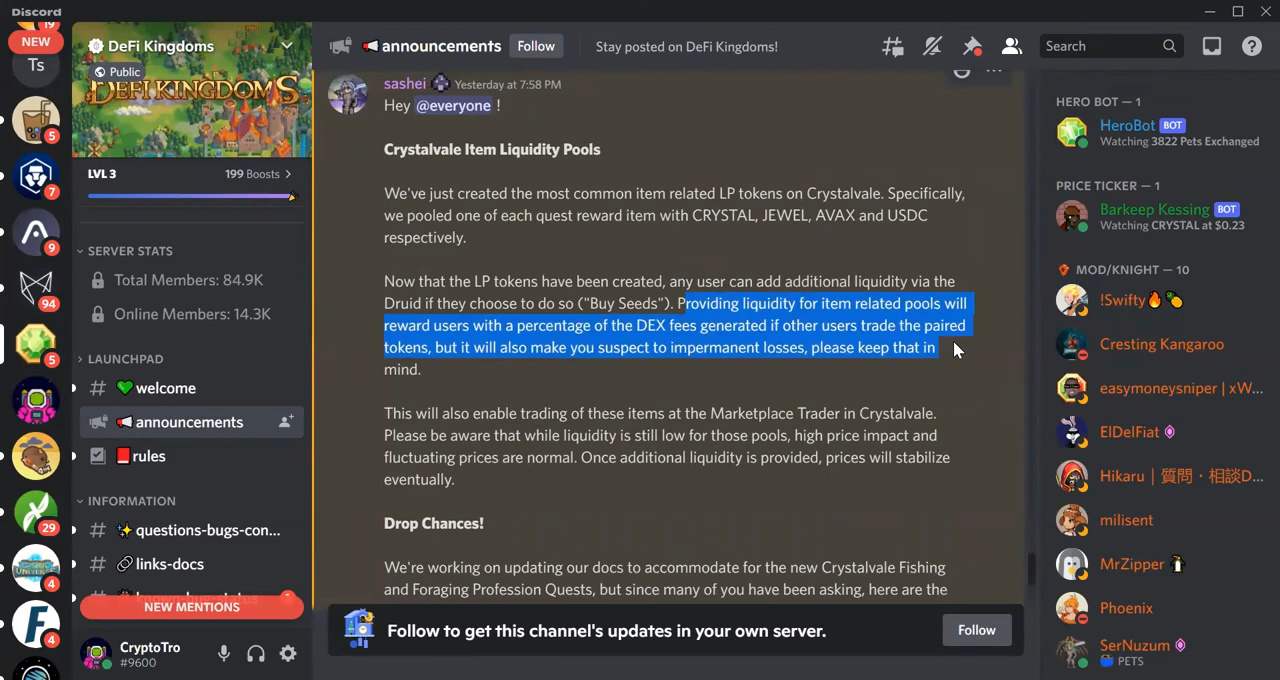 Discord
19
NEW
Ts
5
7
9
94
5
29
4
4
DeFi Kingdoms
Public
DEFI KINGDOMS
LVL 3
199 Boosts
SERVER STATS
Total Members: 84.9K
Online Members: 14.3K
LAUNCHPAD
welcome
announcements
rules
INFORMATION
questions-bugs-con...
links-docs
NEW MENTIONS
CryptoTro
#9600
announcements
Follow
Stay posted on DeFi Kingdoms!
Search
sashei Yesterday at 7:58 PM
Hey @everyone !
Crystalvale Item Liquidity Pools
We've just created the most common item related LP tokens on Crystalvale. Specifically,
we pooled one of each quest reward item with CRYSTAL, JEWEL, AVAX and USDC
respectively.
Now that the LP tokens have been created, any user can add additional liquidity via the
Druid if they choose to do so ("Buy Seeds"). Providing liquidity for item related pools will
reward users with a percentage of the DEX fees generated if other users trade the paired
tokens, but it will also make you suspect to impermanent losses, please keep that in
mind.
This will also enable trading of these items at the Marketplace Trader in Crystalvale.
Please be aware that while liquidity is still low for those pools, high price impact and
fluctuating prices are normal. Once additional liquidity is provided, prices will stabilize
eventually.
Drop Chances!
We're working on updating our docs to accommodate for the new Crystalvale Fishing
and Foraging Profession Quests, but since many of you have been asking, here are the
Follow to get this channel's updates in your own server.
Follow
HERO BOT — 1
HeroBot BOT
Watching 3822 Pets Exchanged
PRICE TICKER — 1
Barkeep Kessing BOT
Watching CRYSTAL at $0.23
MOD/KNIGHT — 10
!Swifty
Cresting Kangaroo
easymoneysniper | xW...
ElDelFiat
Hikaru | 質問・相談D...
milisent
MrZipper
Phoenix
SerNuzum
PETS